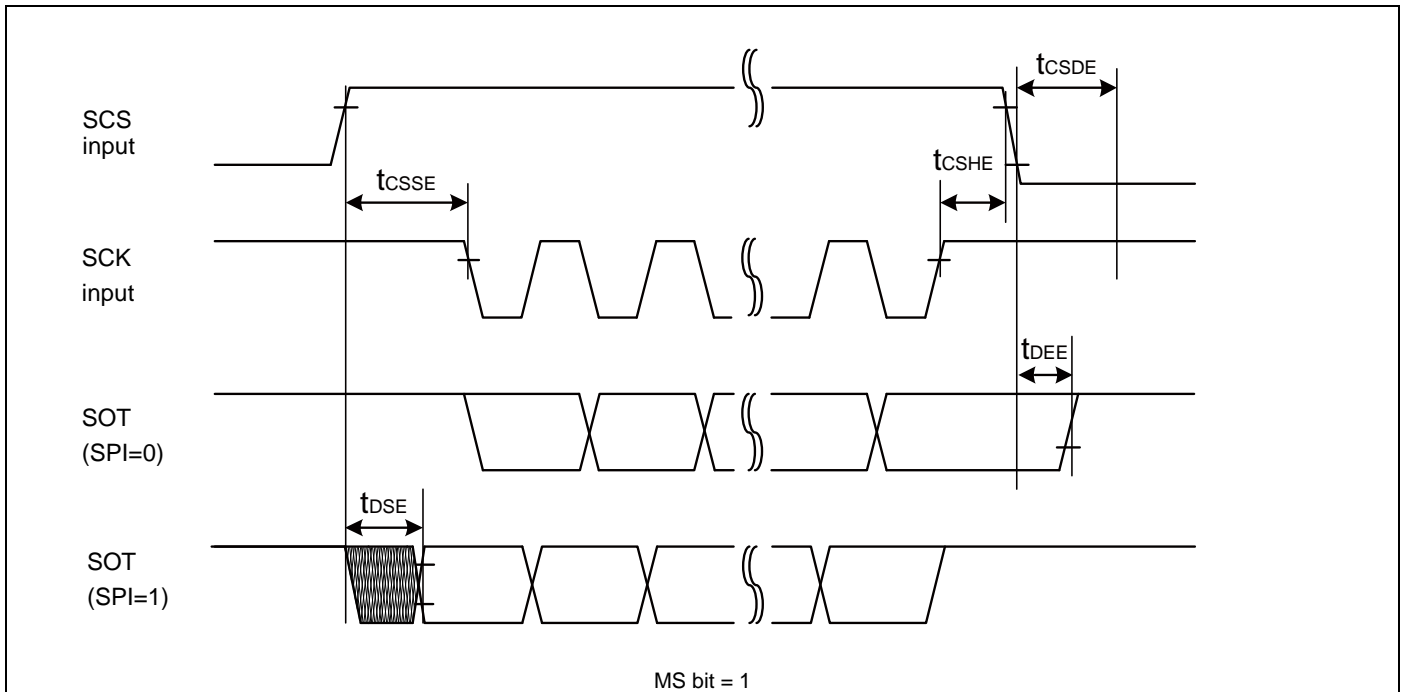 tCSDE
SCS
input
tCSHE
tCSSE
SCK
input
tDEE
SOT
(SPI=0)
tDSE
SOT
(SPI=1)
MS bit = 1